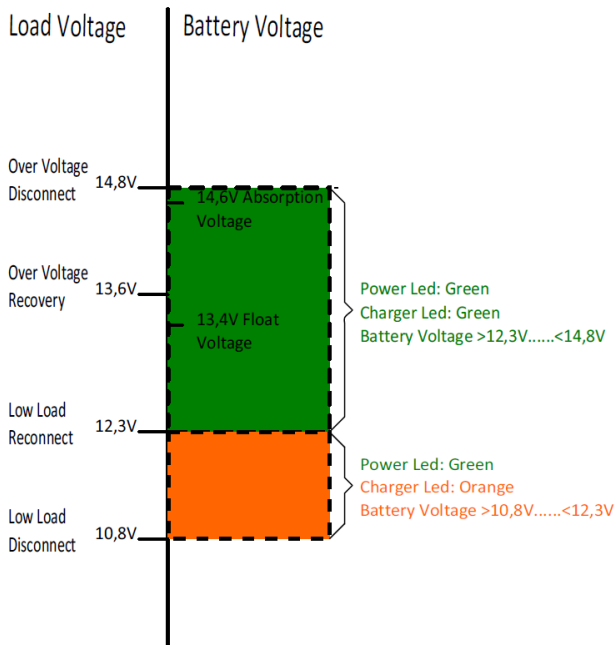 Load Voltage
Battery Voltage
Over Voltage
Disconnect
14,8V
14,6V Absorption
Voltage
Over Voltage
Recovery
13,6V
13,4V Float
Voltage
Power Led: Green
Charger Led: Green
Battery Voltage >12,3V......<14,8V
Low Load
Reconnect
12,3V
Power Led: Green
Charger Led: Orange
Battery Voltage >10,8V......<12,3V
Low Load
Disconnect
10,8V